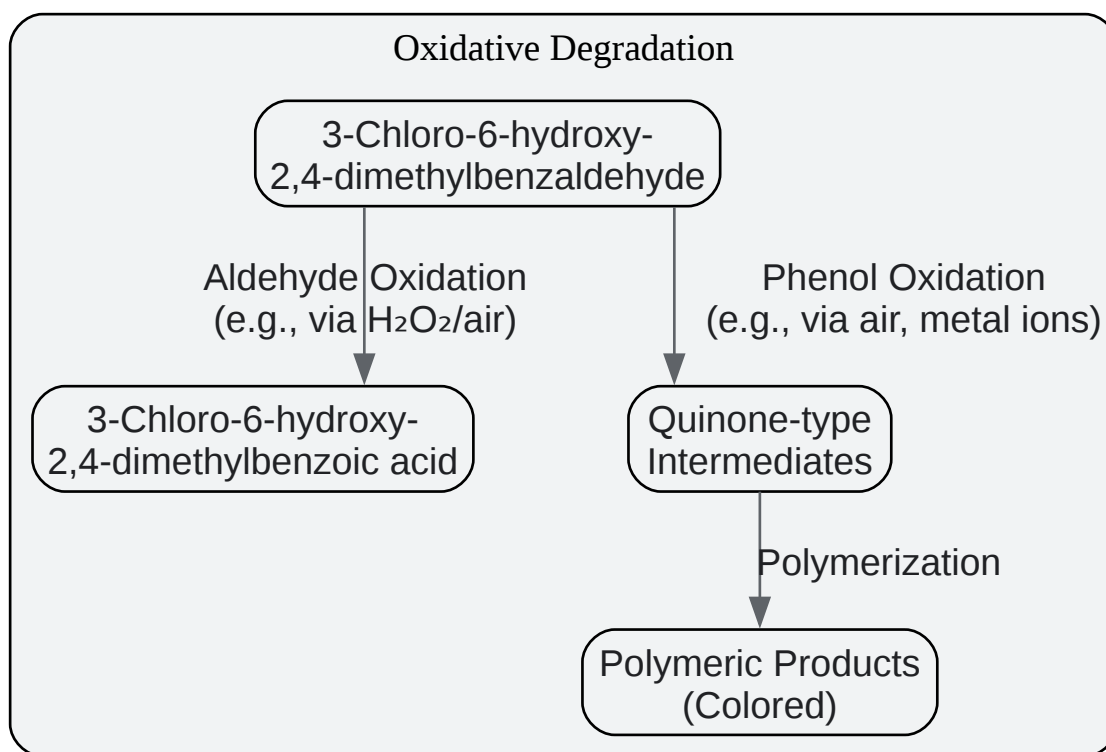 Oxidative Degradation
3-Chloro-6-hydroxy-
2,4-dimethylbenzaldehyde
Aldehyde Oxidation
(e.g., via H₂O₂/air)
Phenol Oxidation
(e.g., via air, metal ions)
3-Chloro-6-hydroxy-
2,4-dimethylbenzoic acid
Quinone-type
Intermediates
Polymerization
Polymeric Products
(Colored)